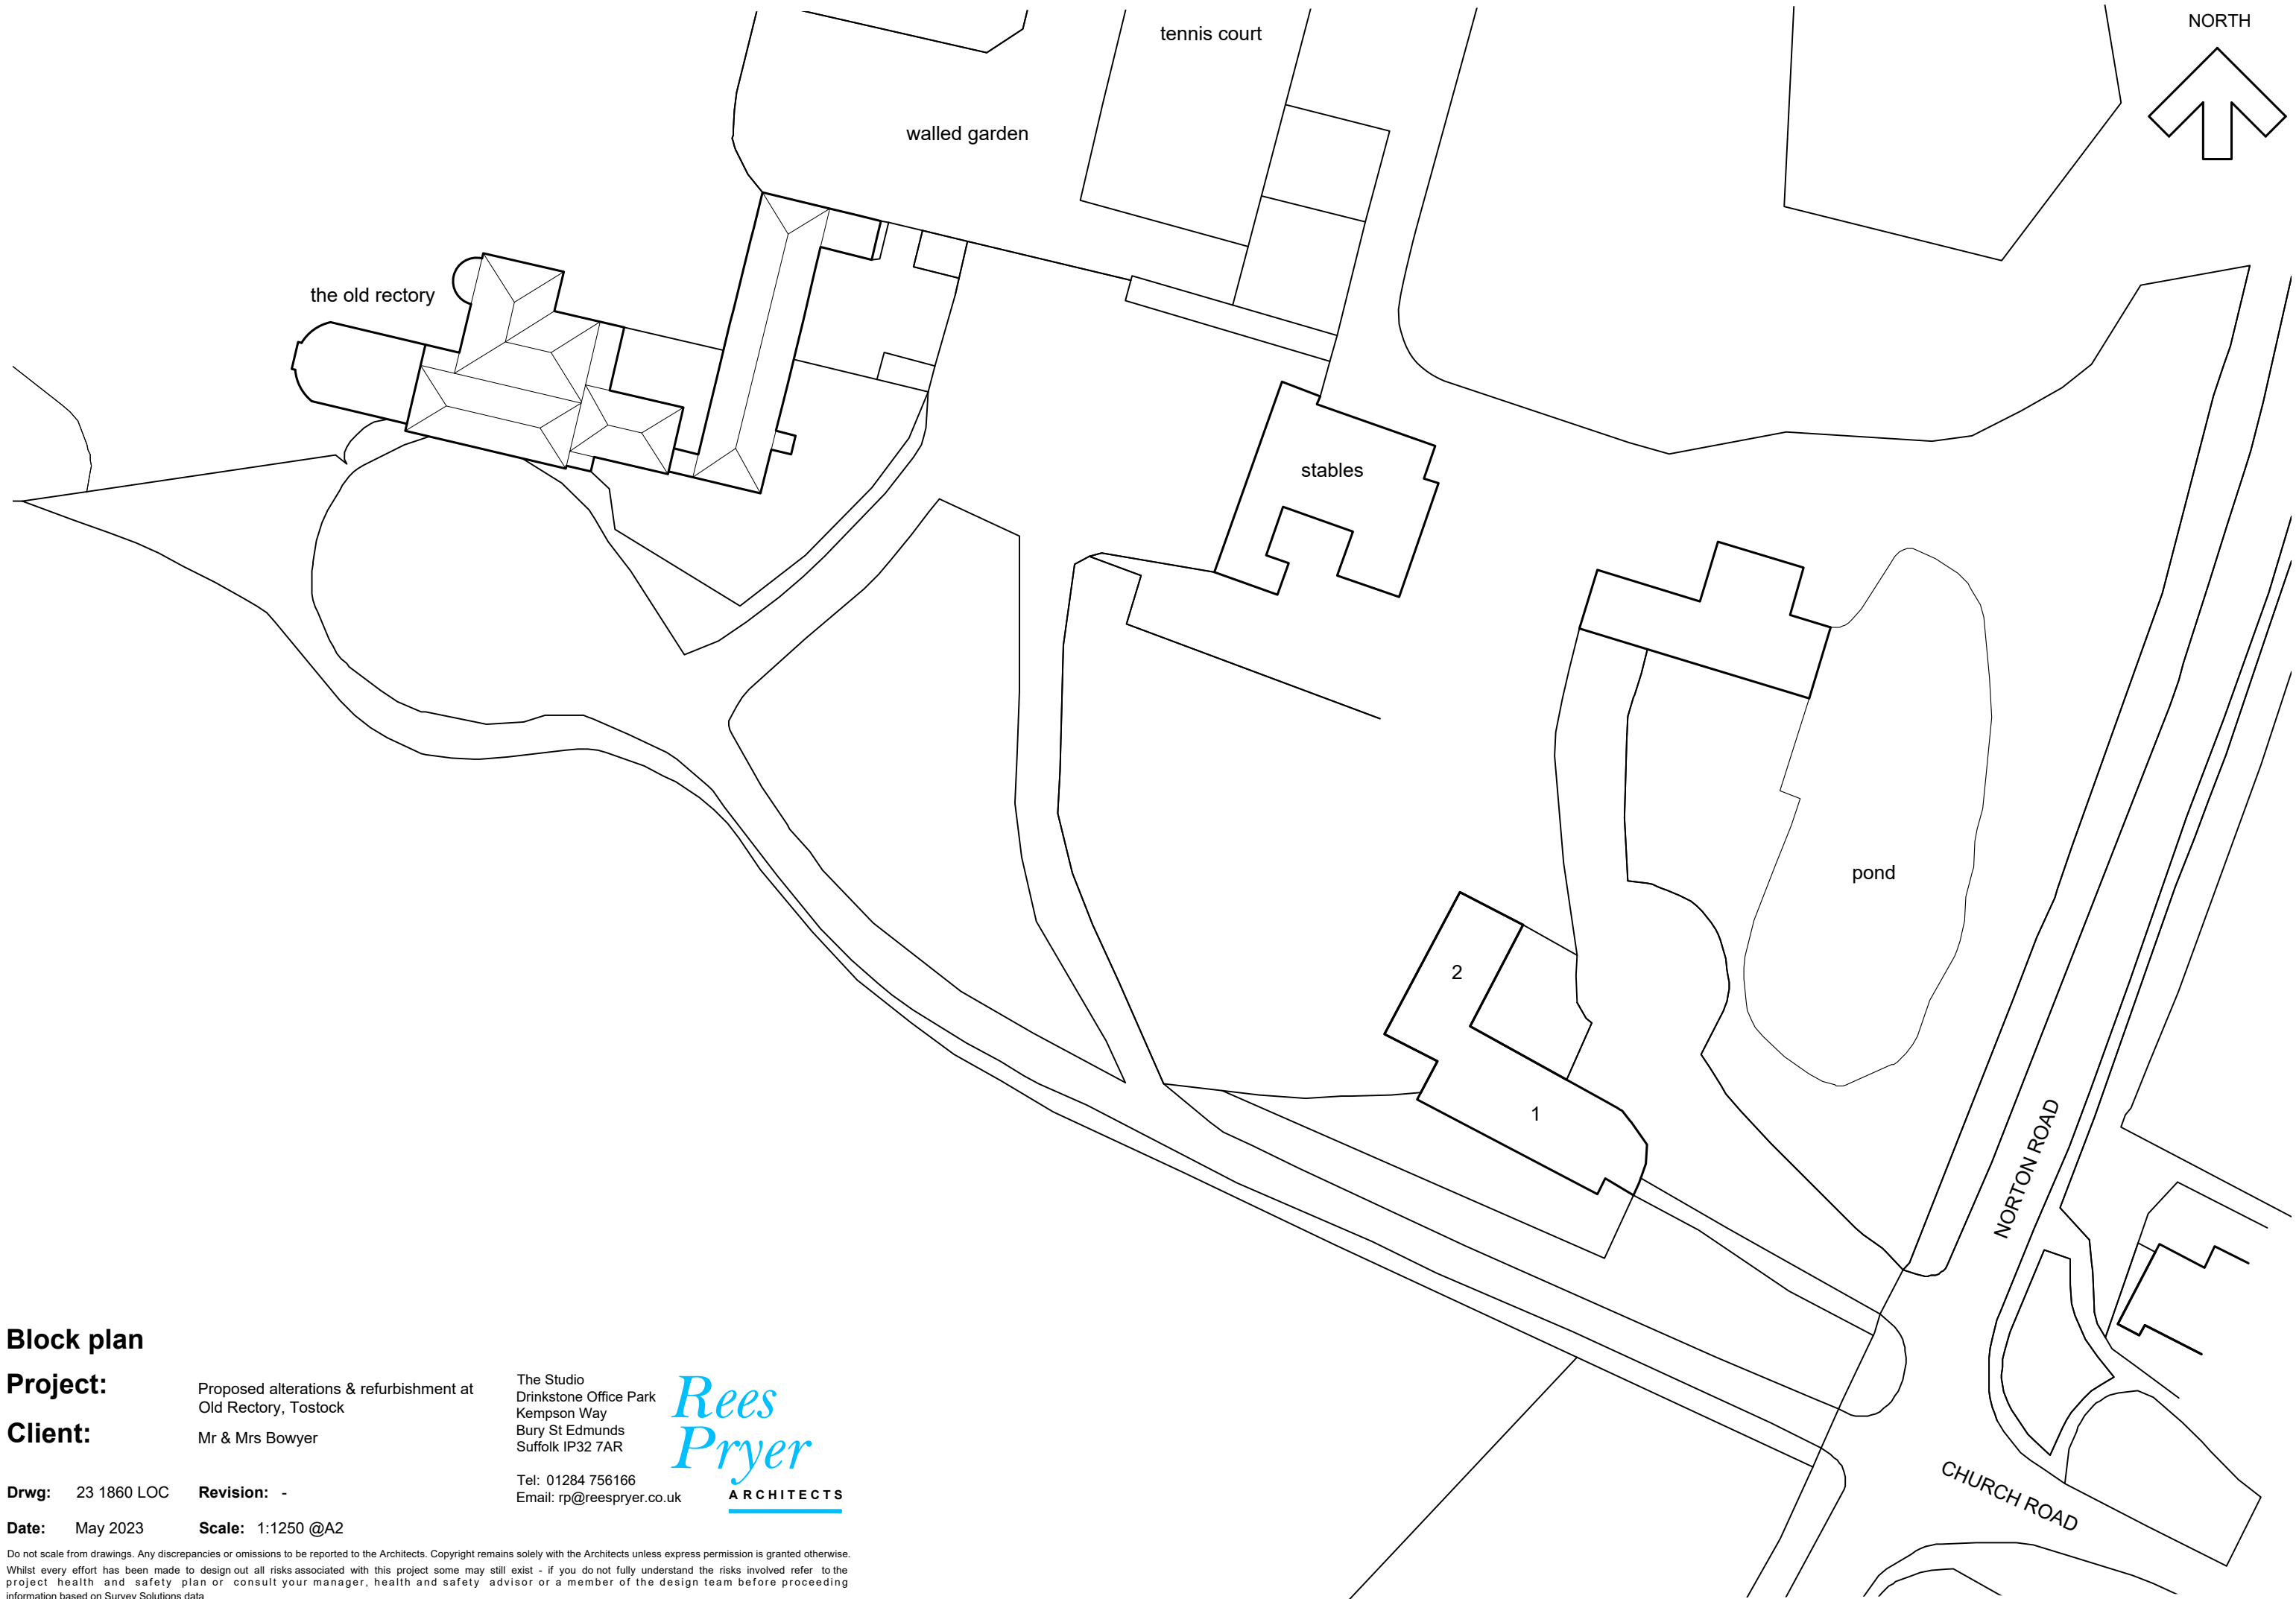 tennis court
NORTH
walled garden
the old rectory
stables
pond
2
1
NORTON ROAD
CHURCH ROAD
Block plan
Project: Proposed alterations & refurbishment at
Old Rectory, Tostock
Client: Mr & Mrs Bowyer
Drwg: 23 1860 LOC Revision: -
Date: May 2023 Scale: 1:1250 @A2
The Studio
Drinkstone Office Park
Kempson Way
Bury St Edmunds
Suffolk IP32 7AR
Tel: 01284 756166
Email: rp@reespryer.co.uk
Rees
Pryer
ARCHITECTS
Do not scale from drawings. Any discrepancies or omissions to be reported to the Architects. Copyright remains solely with the Architects unless express permission is granted otherwise.
Whilst every effort has been made to design out all risks associated with this project some may still exist - if you do not fully understand the risks involved refer to the
project health and safety plan or consult your manager, health and safety advisor or a member of the design team before proceeding
information based on Survey Solutions data.